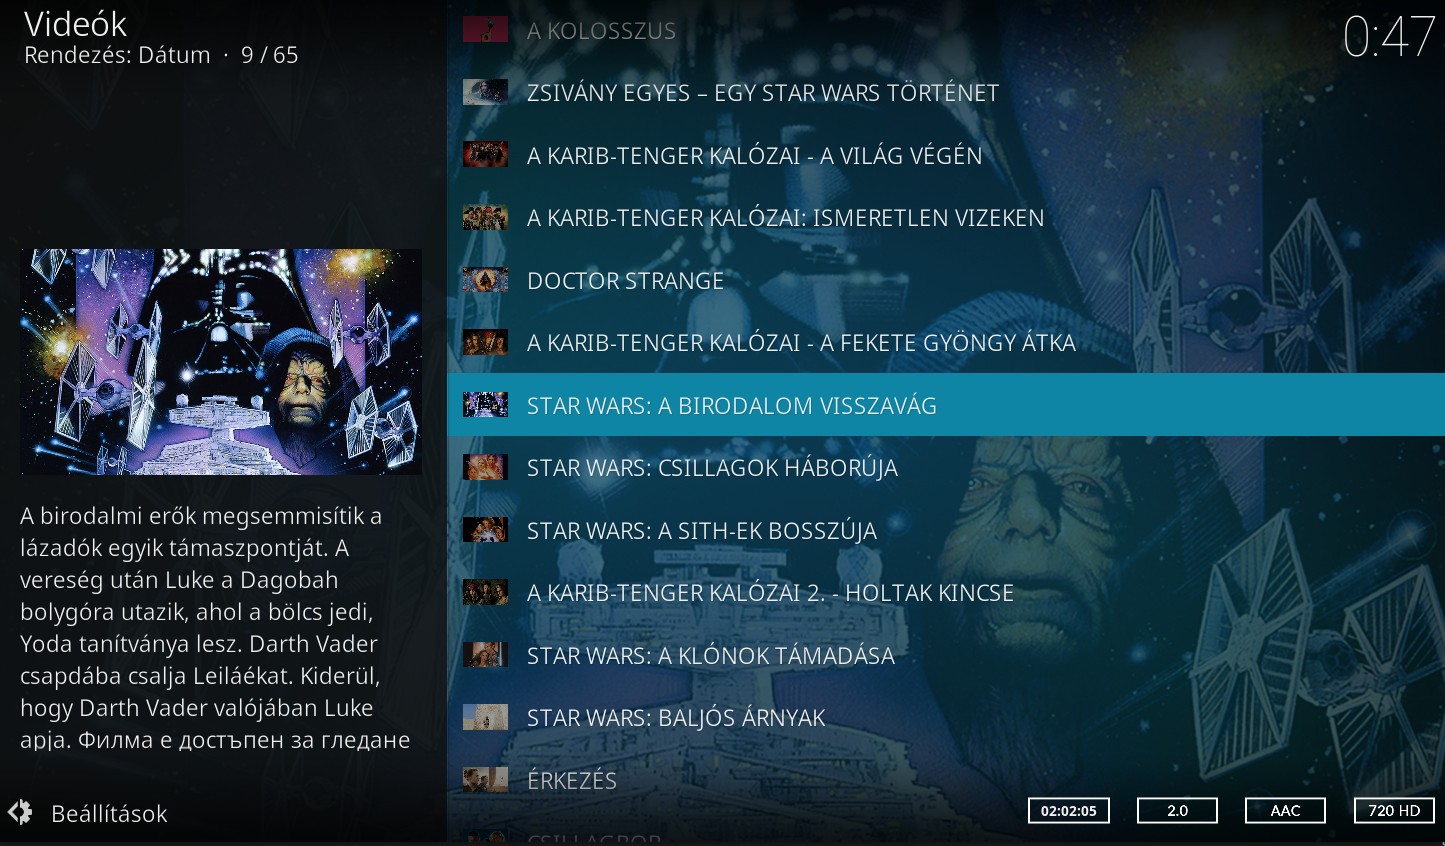 Videók
Rendezés: Dátum · 9 / 65
0:47
A KOLOSSZUS
ZSIVÁNY EGYES – EGY STAR WARS TÖRTÉNET
A KARIB-TENGER KALÓZAI - A VILÁG VÉGÉN
A KARIB-TENGER KALÓZAI: ISMERETLEN VIZEKEN
DOCTOR STRANGE
A KARIB-TENGER KALÓZAI - A FEKETE GYÖNGY ÁTKA
STAR WARS: A BIRODALOM VISSZAVÁG
STAR WARS: CSILLAGOK HÁBORÚJA
STAR WARS: A SITH-EK BOSSZÚJA
A KARIB-TENGER KALÓZAI 2. - HOLTAK KINCSE
STAR WARS: A KLÓNOK TÁMADÁSA
STAR WARS: BALJÓS ÁRNYAK
ÉRKEZÉS
CSILLAGPOR
A birodalmi erők megsemmisítik a
lázadók egyik támaszpontját. A
vereség után Luke a Dagobah
bolygóra utazik, ahol a bölcs jedi,
Yoda tanítványa lesz. Darth Vader
csapdába csalja Leiláékat. Kiderül,
hogy Darth Vader valójában Luke
apja. Филма е достъпен за гледане
Beállítások
02:02:05
2.0
AAC
720 HD